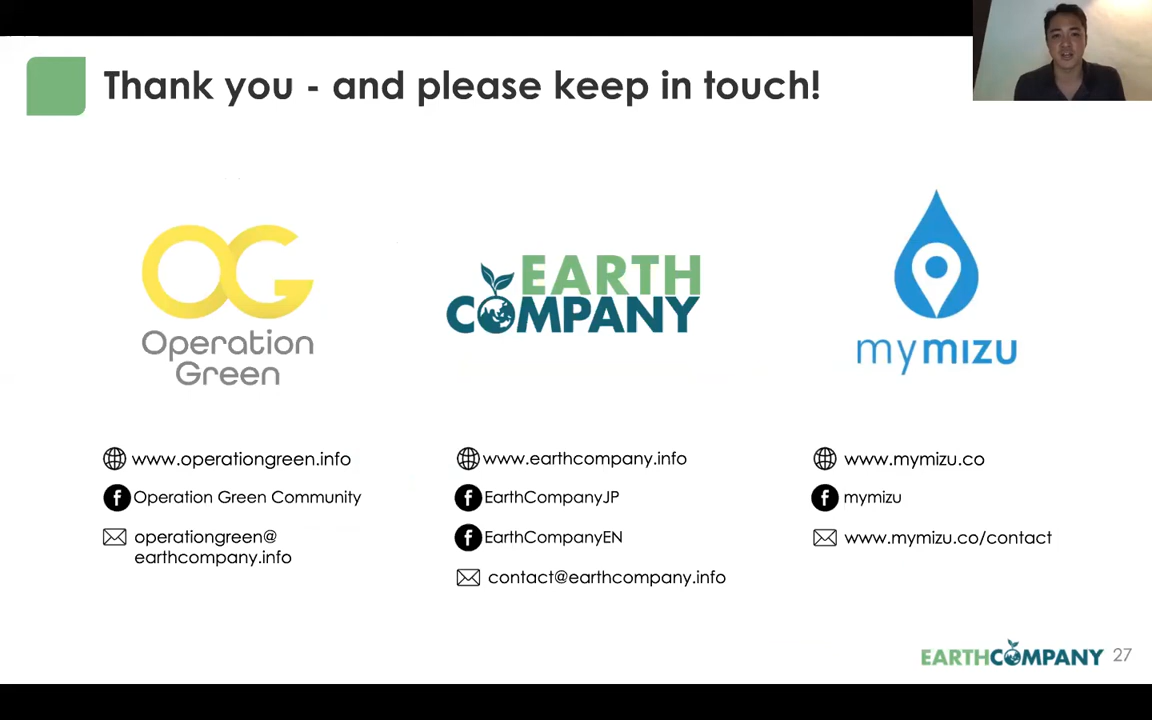 Thank you - and please keep in touch!
OG
Operation
Green
EARTH
COMPANY
mymizu
www.operationgreen.info
Operation Green Community
operationgreen@
earthcompany.info
www.earthcompany.info
EarthCompanyJP
EarthCompanyEN
contact@earthcompany.info
www.mymizu.co
mymizu
www.mymizu.co/contact
EARTHCOMPANY 27